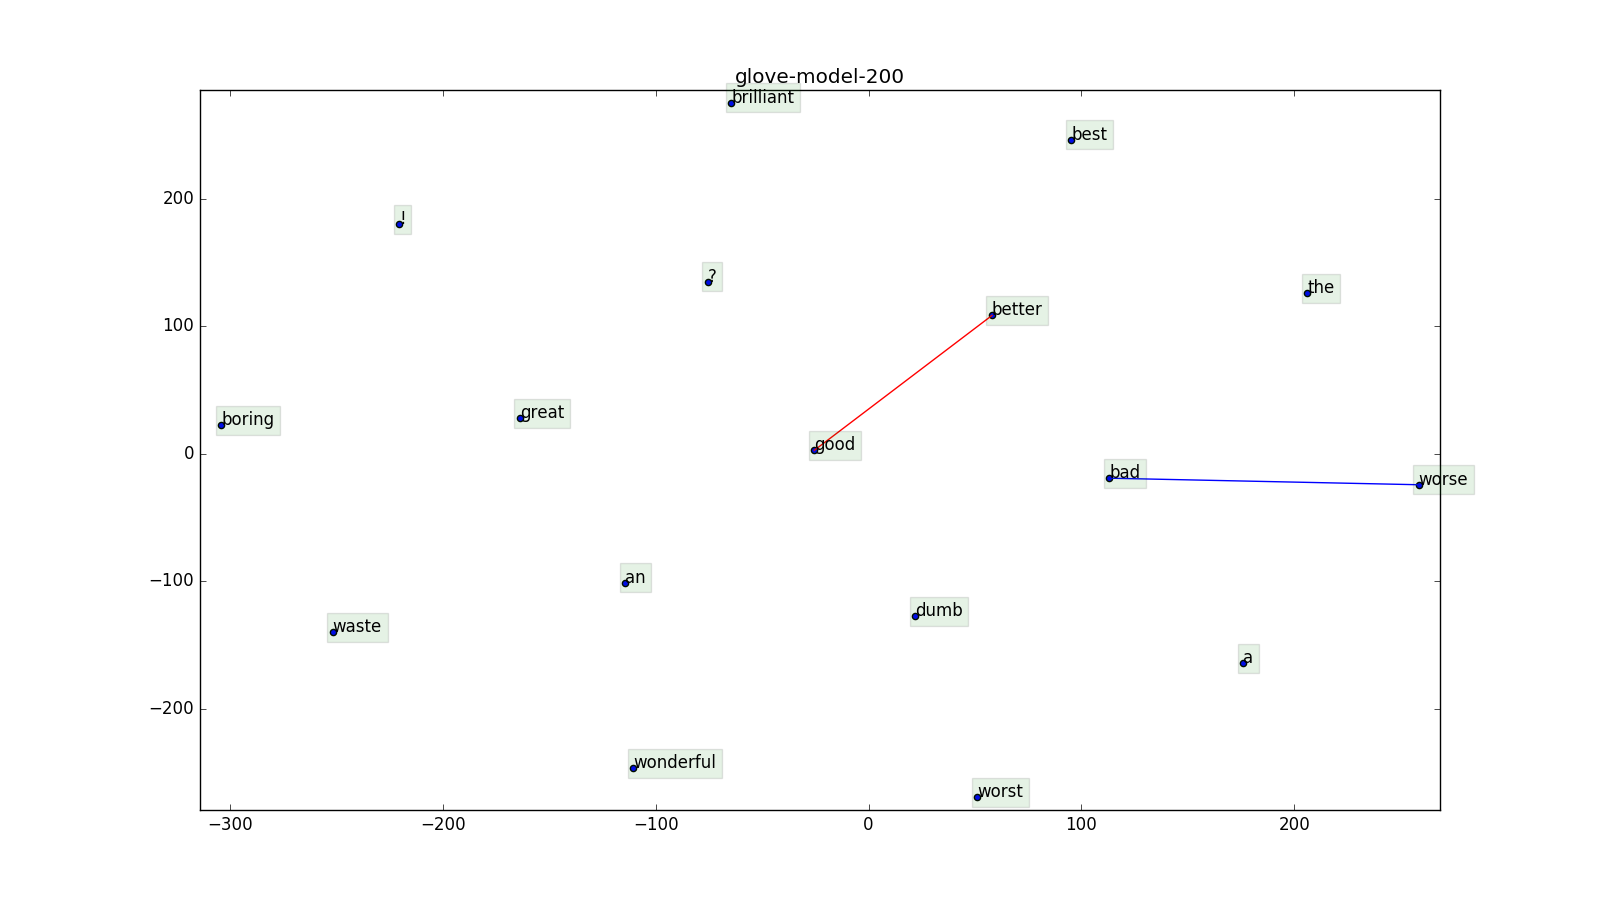 glove-model-200
brilliant
best
200
!
?
the
100
better
great
boring
good
0
bad
worse
an
−100
dumb
waste
a
−200
wonderful
worst
−300
−200
−100
0
100
200